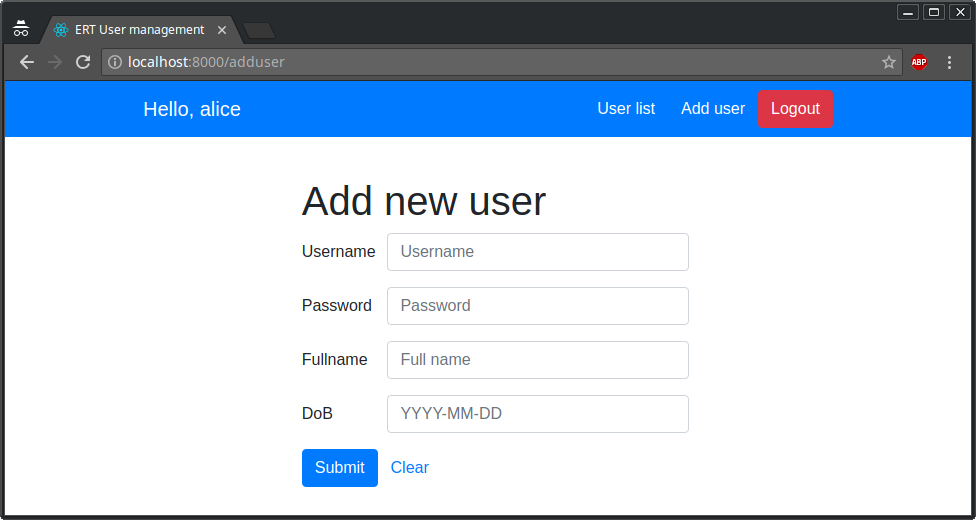 ERT User management
localhost:8000/adduser
ABP
Hello, alice
User list
Add user
Logout
Add new user
Username
Username
Password
Password
Fullname
Full name
DoB
YYYY-MM-DD
Submit
Clear